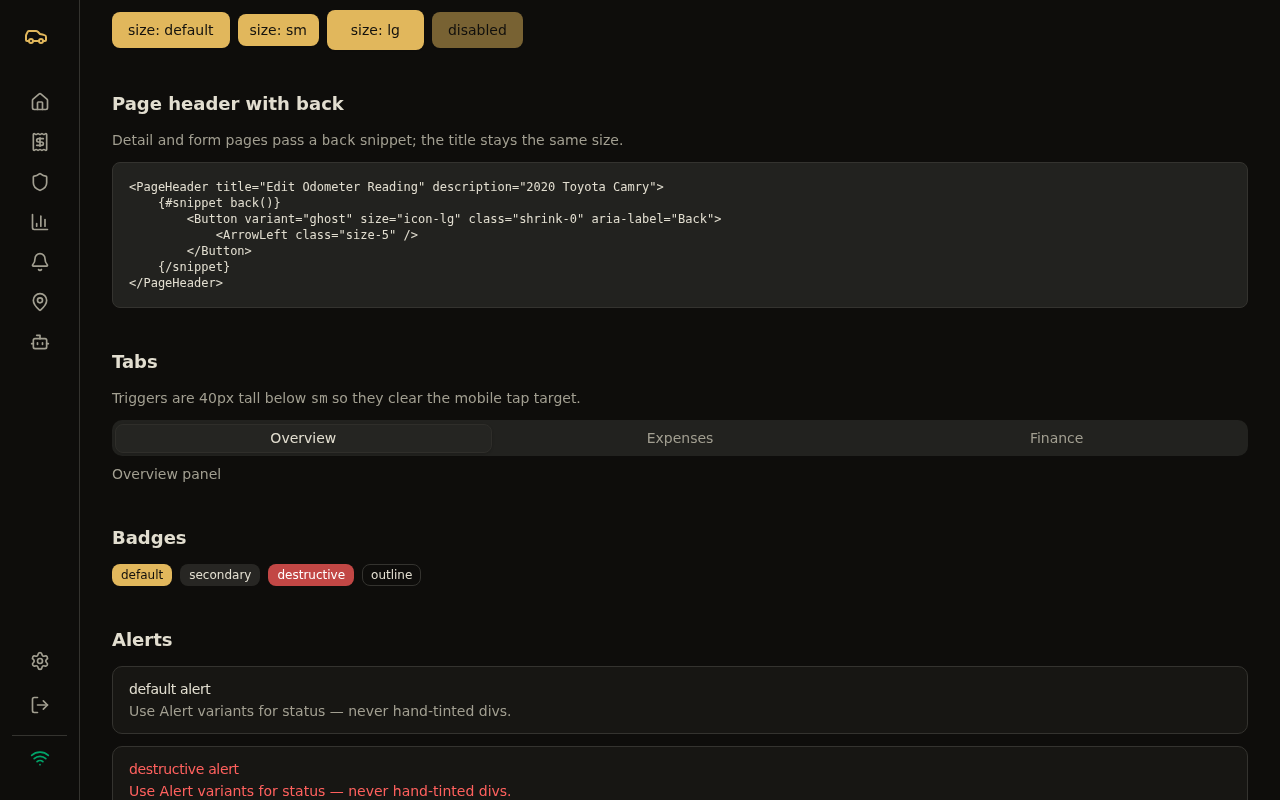 size: default size: sm size: lg disabled
Page header with back
Detail and form pages pass a back snippet; the title stays the same size.
<PageHeader title="Edit Odometer Reading" description="2020 Toyota Camry">
    {#snippet back()}
        <Button variant="ghost" size="icon-lg" class="shrink-0" aria-label="Back">
            <ArrowLeft class="size-5" />
        </Button>
    {/snippet}
</PageHeader>
Tabs
Triggers are 40px tall below sm so they clear the mobile tap target.
Overview Expenses Finance
Overview panel
Badges
default secondary destructive outline
Alerts
default alert
Use Alert variants for status — never hand-tinted divs.
destructive alert
Use Alert variants for status — never hand-tinted divs.